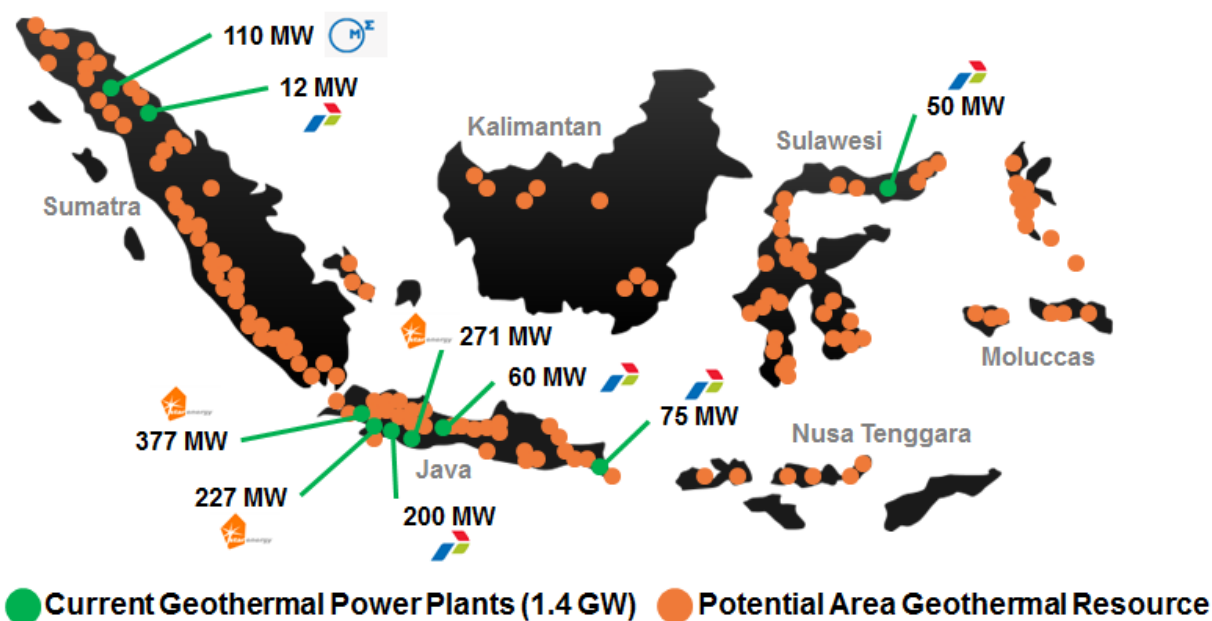 110 MW
12 MW
50 MW
Kalimantan
Sulawesi
Sumatra
271 MW
60 MW
75 MW
Moluccas
377 MW
Java
Nusa Tenggara
227 MW
200 MW
Current Geothermal Power Plants (1.4 GW)
Potential Area Geothermal Resource